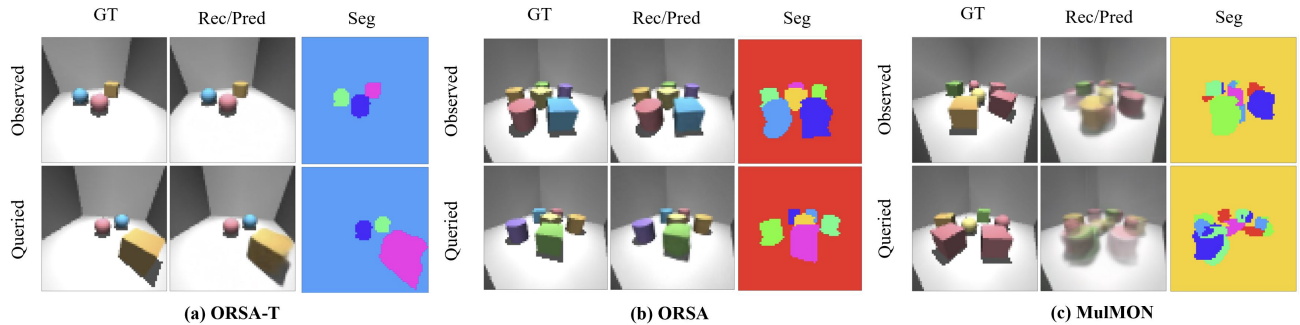 GT Rec/Pred Seg
Observed
Queried
(a) ORSA-T
GT Rec/Pred Seg
Observed
Queried
(b) ORSA
GT Rec/Pred Seg
Observed
Queried
(c) MulMON